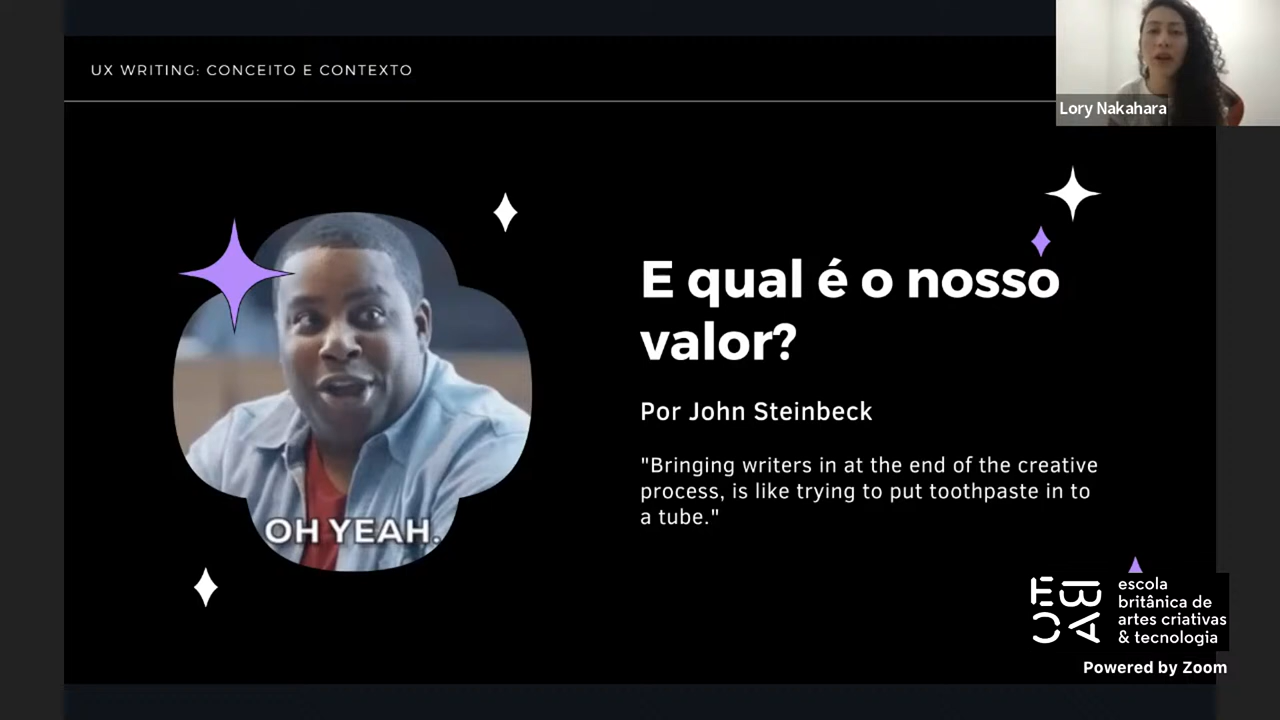 UX WRITING: CONCEITO E CONTEXTO
Lory Nakahara
E qual é o nosso
valor?
Por John Steinbeck
"Bringing writers in at the end of the creative
process, is like trying to put toothpaste in to
a tube."
OH YEAH.
EBAC
escola
britânica de
artes criativas
& tecnologia
Powered by Zoom